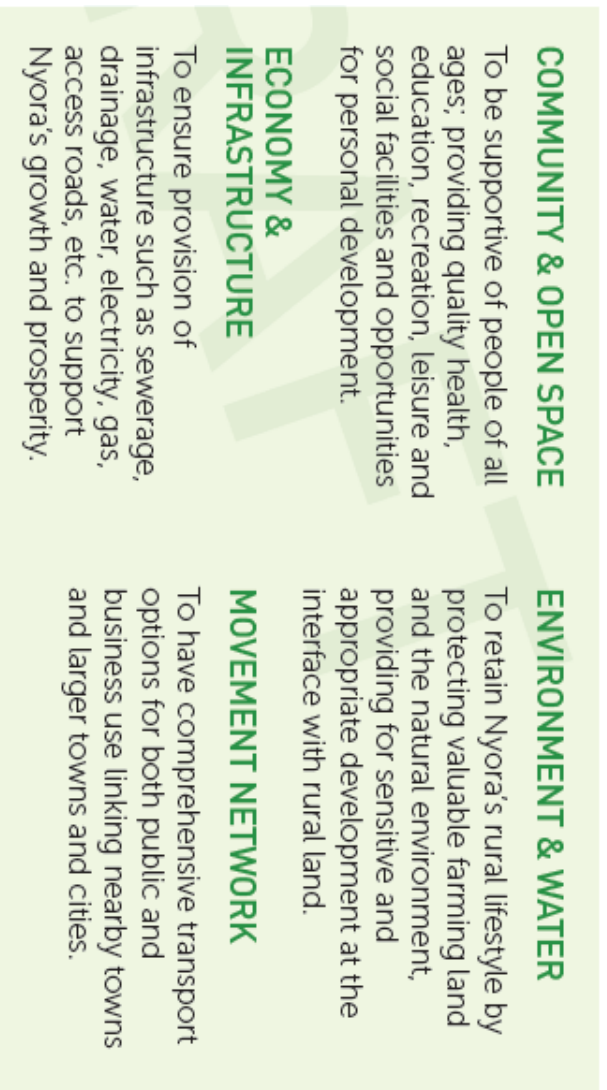 COMMUNITY & OPEN SPACE
To be supportive of people of all
ages; providing quality health,
education, recreation, leisure and
social facilities and opportunities
for personal development.
ECONOMY &
INFRASTRUCTURE
To ensure provision of
infrastructure such as sewerage,
drainage, water, electricity, gas,
access roads, etc. to support
Nyora's growth and prosperity.
ENVIRONMENT & WATER
To retain Nyora's rural lifestyle by
protecting valuable farming land
and the natural environment,
providing for sensitive and
appropriate development at the
interface with rural land.
MOVEMENT NETWORK
To have comprehensive transport
options for both public and
business use linking nearby towns
and larger towns and cities.
RAFT